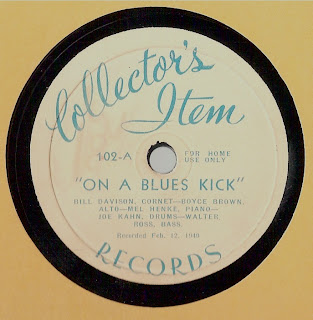 Collector's
Item
102-A
FOR HOME
USE ONLY
"ON A BLUES KICK"
BILL DAVISON, CORNET—BOYCE BROWN,
ALTO—MEL HENKE, PIANO—
JOE KAHN, DRUMS—WALTER
ROSS, BASS.
Recorded Feb. 12, 1940
RECORDS